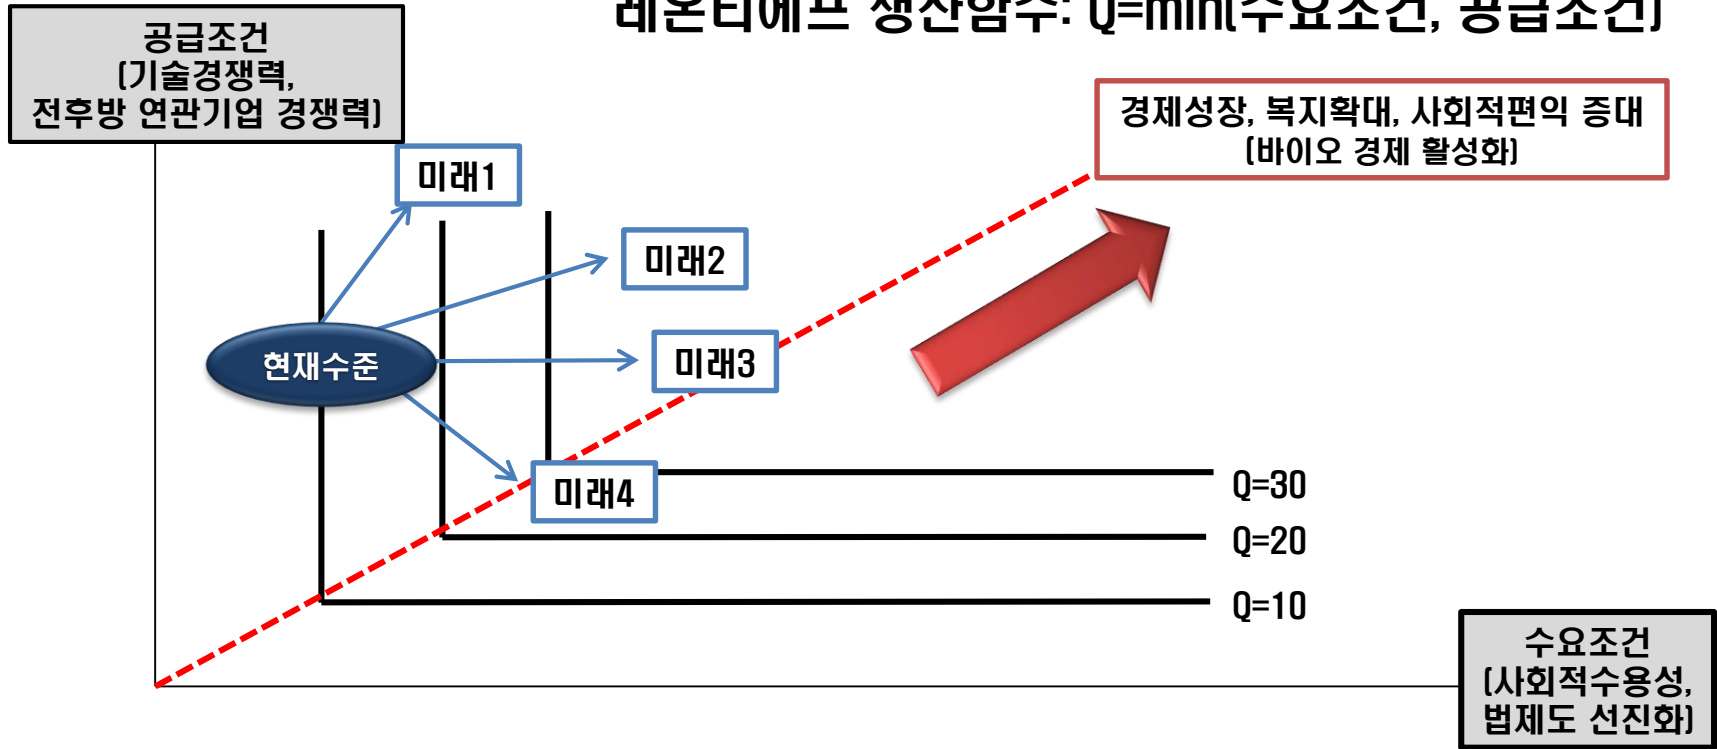 레온티에프 생산함수: Q=min(수요조건, 공급조건)
공급조건
(기술경쟁력,
전후방 연관기업 경쟁력)
경제성장, 복지확대, 사회적편익 증대
(바이오 경제 활성화)
미래1
미래2
현재수준
미래3
미래4
Q=30
Q=20
Q=10
수요조건
(사회적수용성,
법제도 선진화)